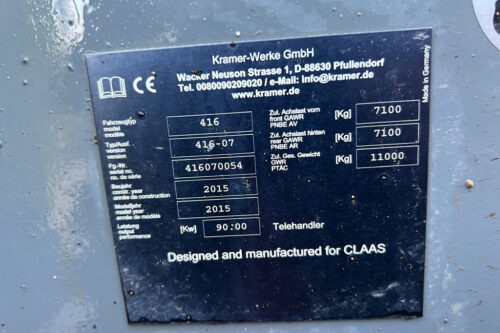 Kramer-Werke GmbH
Wacker Neuson Strasse 1, D-88630 Pfullendorf
Tel. 0080090209020 / e-Mail: info@kramer.de
www.kramer.de
CE
Made in Germany
Fahrzeugtyp
model
modèle
416
Typ/Ausf.
version
version
416-07
Fg.-Nr.
serial no.
no. de série
416070054
Baujahr
constr. year
année de construction
2015
Modelljahr
model year
année de modèle
2015
Leistung
output
performance
[Kw]
90.00
Zul. Achslast vorn
front GAWR
PNBE AV
[Kg]
7100
Zul. Achslast hinten
rear GAWR
PNBE AR
[Kg]
7100
Zul. Ges. Gewicht
GWR
PTAC
[Kg]
11000
Telehandler
Designed and manufactured for CLAAS